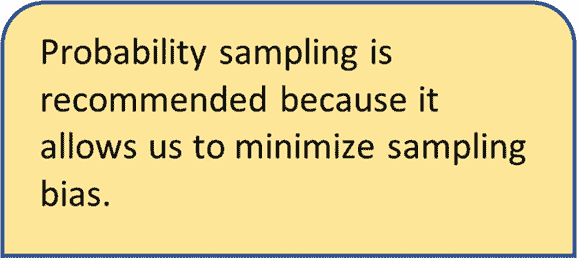 Probability sampling is
recommended because it
allows us to minimize sampling
bias.